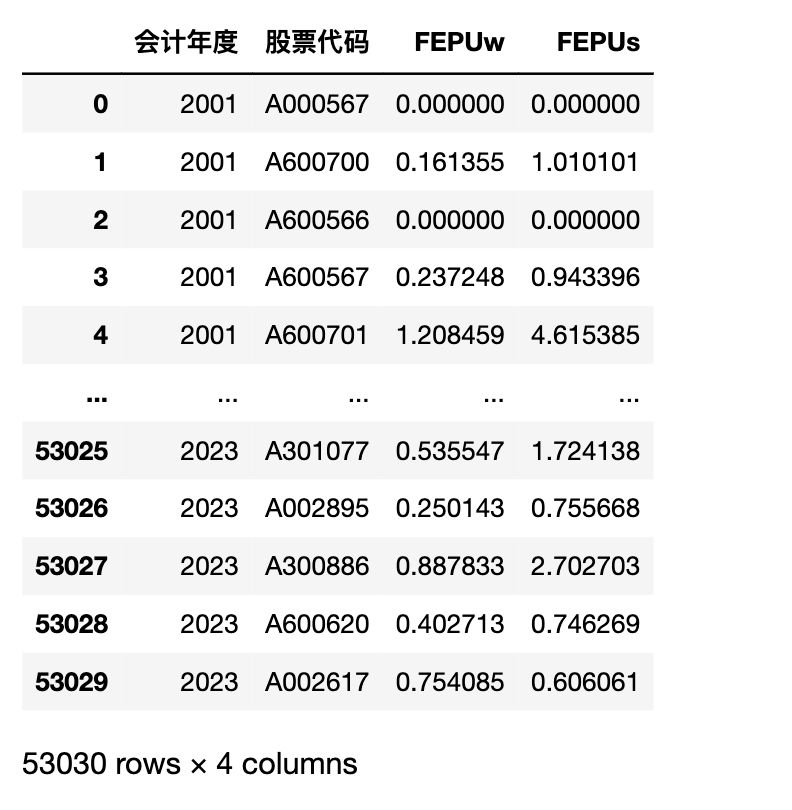 会计年度 股票代码 FEPUw FEPUs
0 2001 A000567 0.000000 0.000000
1 2001 A600700 0.161355 1.010101
2 2001 A600566 0.000000 0.000000
3 2001 A600567 0.237248 0.943396
4 2001 A600701 1.208459 4.615385
... ... ... ... ...
53025 2023 A301077 0.535547 1.724138
53026 2023 A002895 0.250143 0.755668
53027 2023 A300886 0.887833 2.702703
53028 2023 A600620 0.402713 0.746269
53029 2023 A002617 0.754085 0.606061
53030 rows × 4 columns